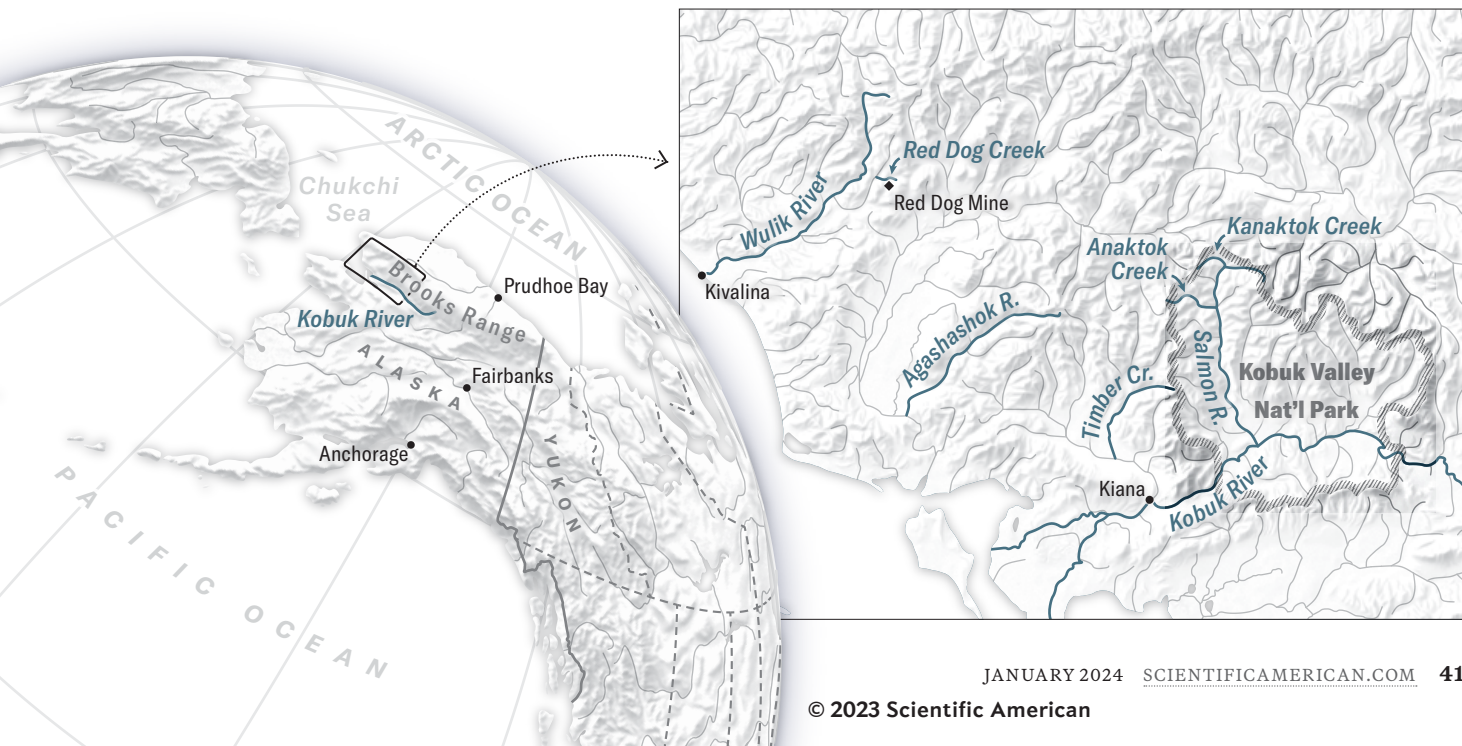 ARCTIC OCEAN
Chukchi
Sea
Brooks Range
Prudhoe Bay
Kobuk River
ALASKA
Fairbanks
Anchorage
YUKON
PACIFIC OCEAN
Red Dog Creek
Red Dog Mine
Wulik River
Kivalina
Kanaktok Creek
Anaktok
Creek
Agashashok R.
Salmon R.
Kobuk Valley
Nat'l Park
Timber Cr.
Kiana
Kobuk River
JANUARY 2024 SCIENTIFICAMERICAN.COM 41
© 2023 Scientific American